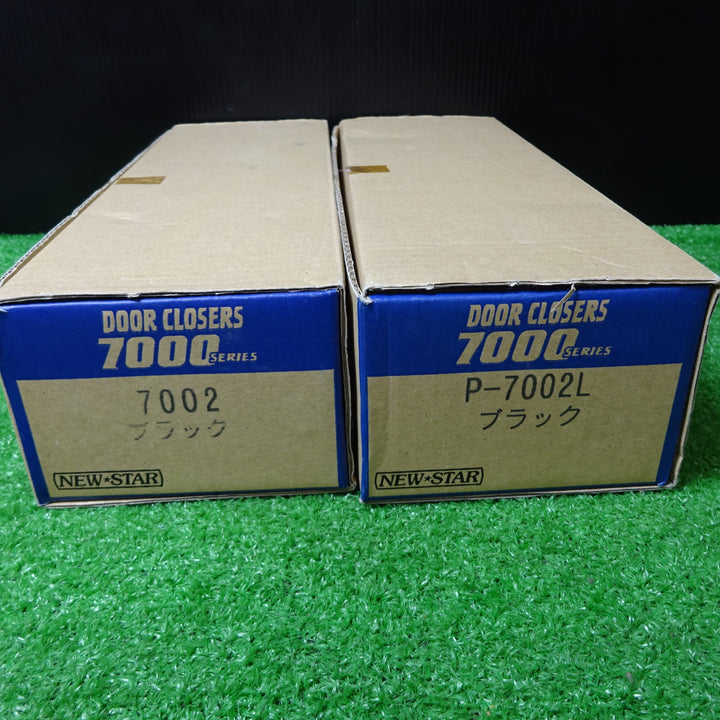 DOOR CLOSERS
7000 SERIES
7002
ブラック
NEW★STAR
DOOR CLOSERS
7000 SERIES
P-7002L
ブラック
NEW★STAR